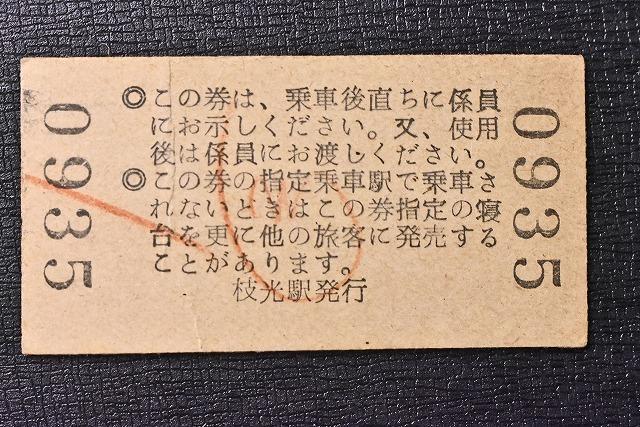 ◎この券は、乗車後直ちに係員
にお示しください。又、使用
後は係員にお渡しください。
◎この券の指定乗車駅で乗車さ
れないときはこの券指定の寝
台を更に他の旅客に発売する
ことがあります。
枝光駅発行
0935
0935